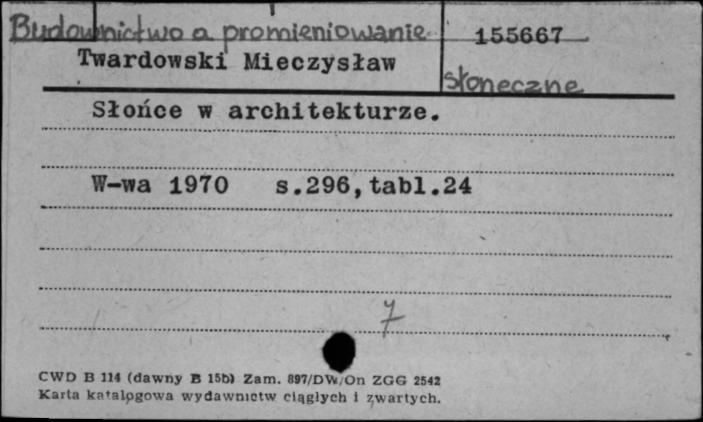 Budownictwo a promieniowanie 155667
słoneczne
Twardowski Mieczysław
Słońce w architekturze.
W-wa 1970 s.296,tabl.24
7
CWD B 114 (dawny B 15b) Zam. 897/DW/On ZGG 2542
Karta katalogowa wydawnictw ciągłych i zwartych.